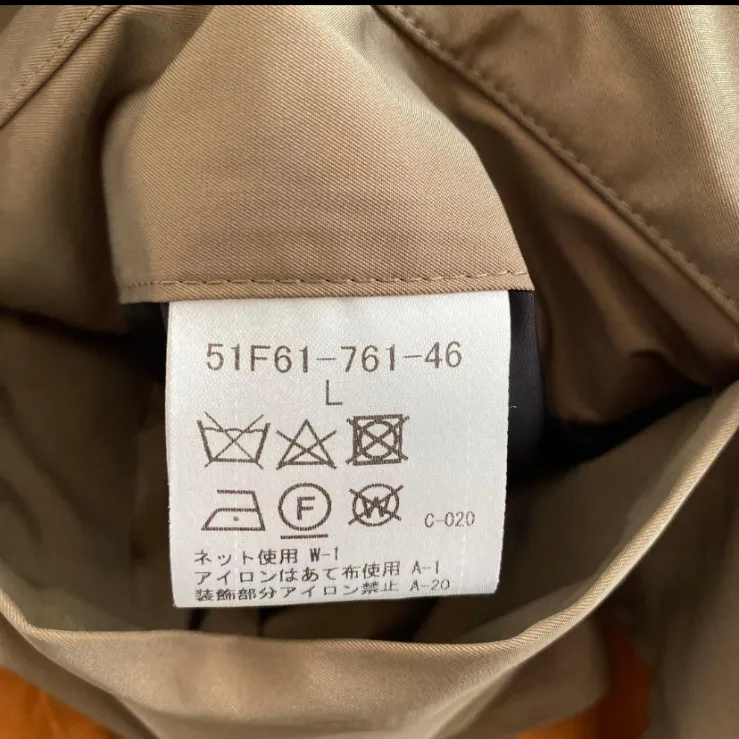 51F61-761-46
L
F W C-020
ネット使用 W-1
アイロンはあて布使用 A-1
装飾部分アイロン禁止 A-20